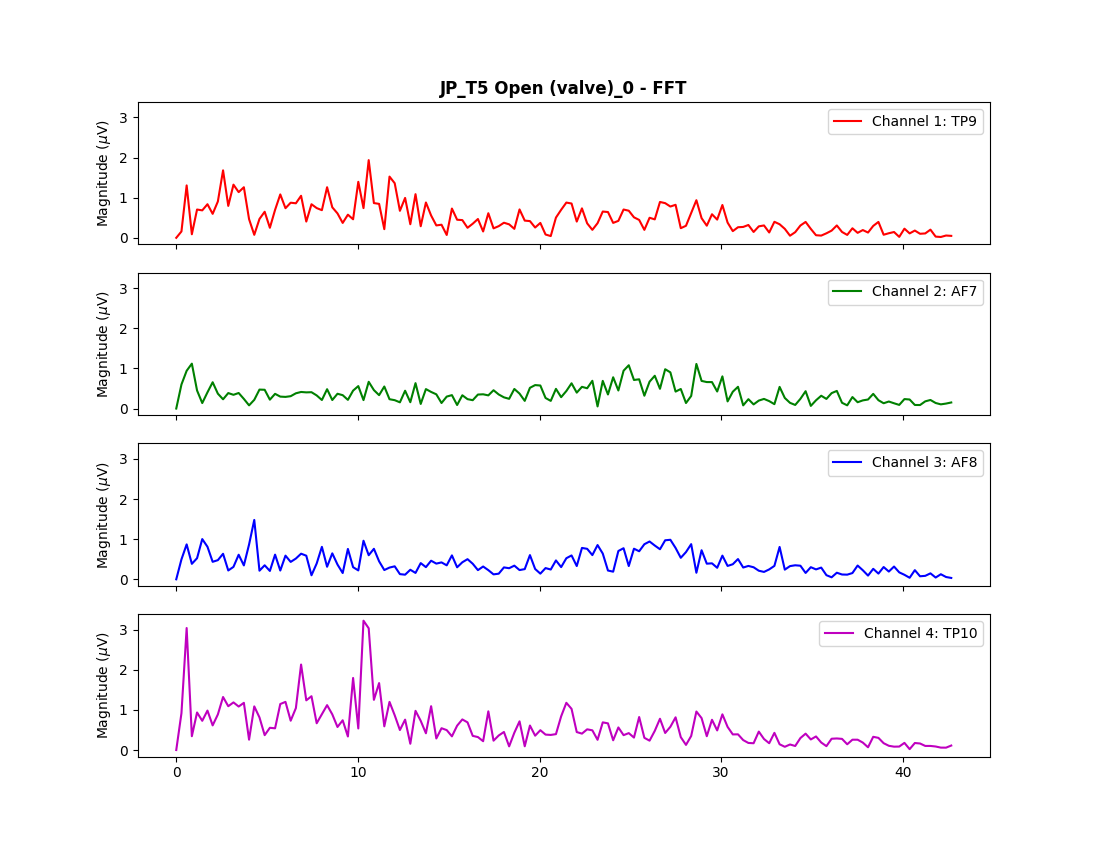 JP_T5 Open (valve)_0 - FFT
3
2
1
0
Magnitude (μV)
Channel 1: TP9
3
2
1
0
Magnitude (μV)
Channel 2: AF7
3
2
1
0
Magnitude (μV)
Channel 3: AF8
3
2
1
0
Magnitude (μV)
Channel 4: TP10
0 10 20 30 40